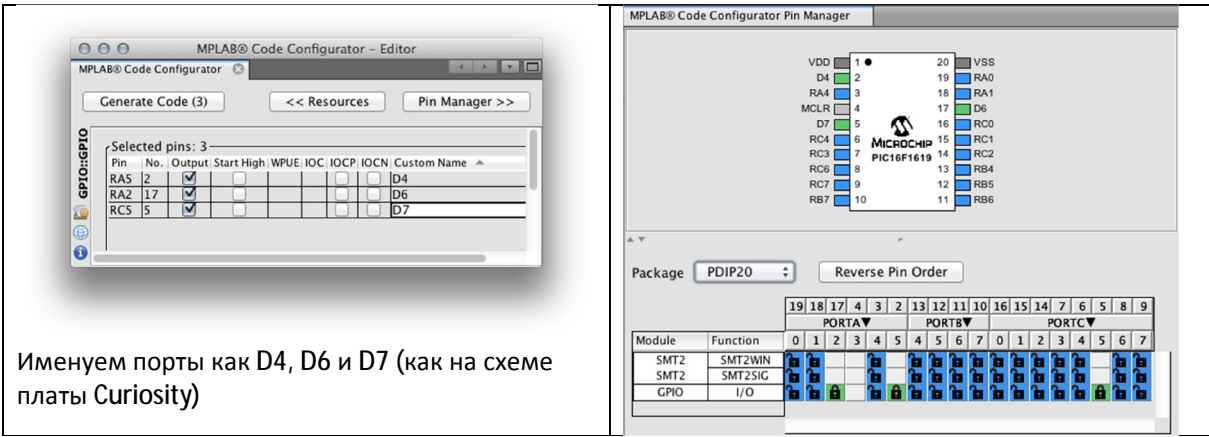 MPLAB® Code Configurator – Editor
MPLAB® Code Configurator
Generate Code (3) << Resources Pin Manager >>
GPIO::GPIO
Selected pins: 3
Pin No. Output Start High WPUE IOC IOCP IOCN Custom Name
RA5 2 D4
RA2 17 D6
RC5 5 D7
Именуем порты как D4, D6 и D7 (как на схеме
платы Curiosity)
MPLAB® Code Configurator Pin Manager
VDD 1 20 VSS
D4 2 19 RA0
RA4 3 18 RA1
MCLR 4 17 D6
D7 5 16 RC0
RC4 6 MICROCHIP 15 RC1
RC3 7 PIC16F1619 14 RC2
RC6 8 13 RB4
RC7 9 12 RB5
RB7 10 11 RB6
Package PDIP20 Reverse Pin Order
19 18 17 4 3 2 13 12 11 10 16 15 14 7 6 5 8 9
PORTA▼ PORTB▼ PORTC▼
Module Function 0 1 2 3 4 5 4 5 6 7 0 1 2 3 4 5 6 7
SMT2 SMT2WIN
SMT2 SMT2SIG
GPIO I/O